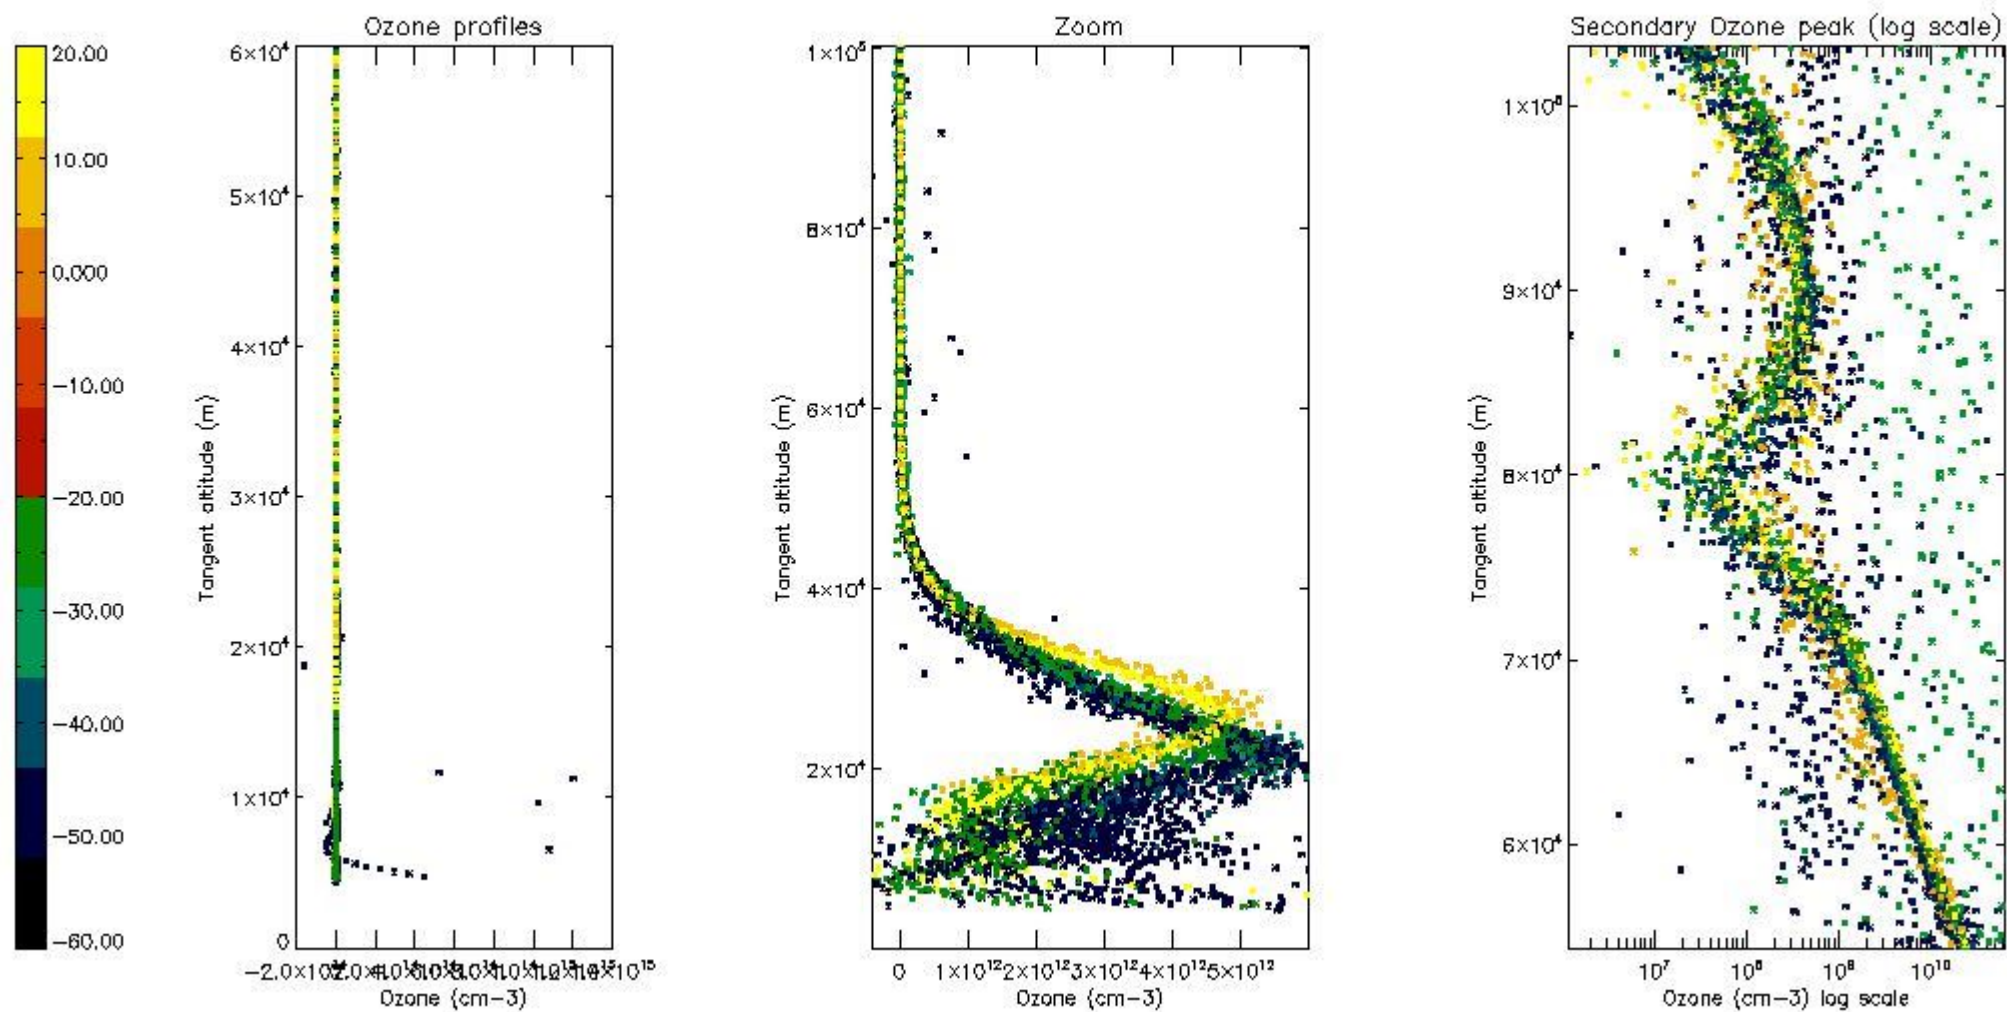 Ozone profiles
Zoom
Secondary Ozone peak (log scale)
20.00
10.00
0.000
−10.00
−20.00
−30.00
−40.00
−50.00
−60.00
6×10⁴
5×10⁴
4×10⁴
3×10⁴
2×10⁴
1×10⁴
0
Tangent altitude (m)
Ozone (cm−3)
1×10⁵
8×10⁴
6×10⁴
4×10⁴
2×10⁴
Tangent altitude (m)
0 1×10¹² 2×10¹² 3×10¹² 4×10¹² 5×10¹²
Ozone (cm−3)
9×10⁴
8×10⁴
7×10⁴
6×10⁴
Tangent altitude (m)
10⁷ 10⁸ 10⁹ 10¹⁰
Ozone (cm−3) log scale